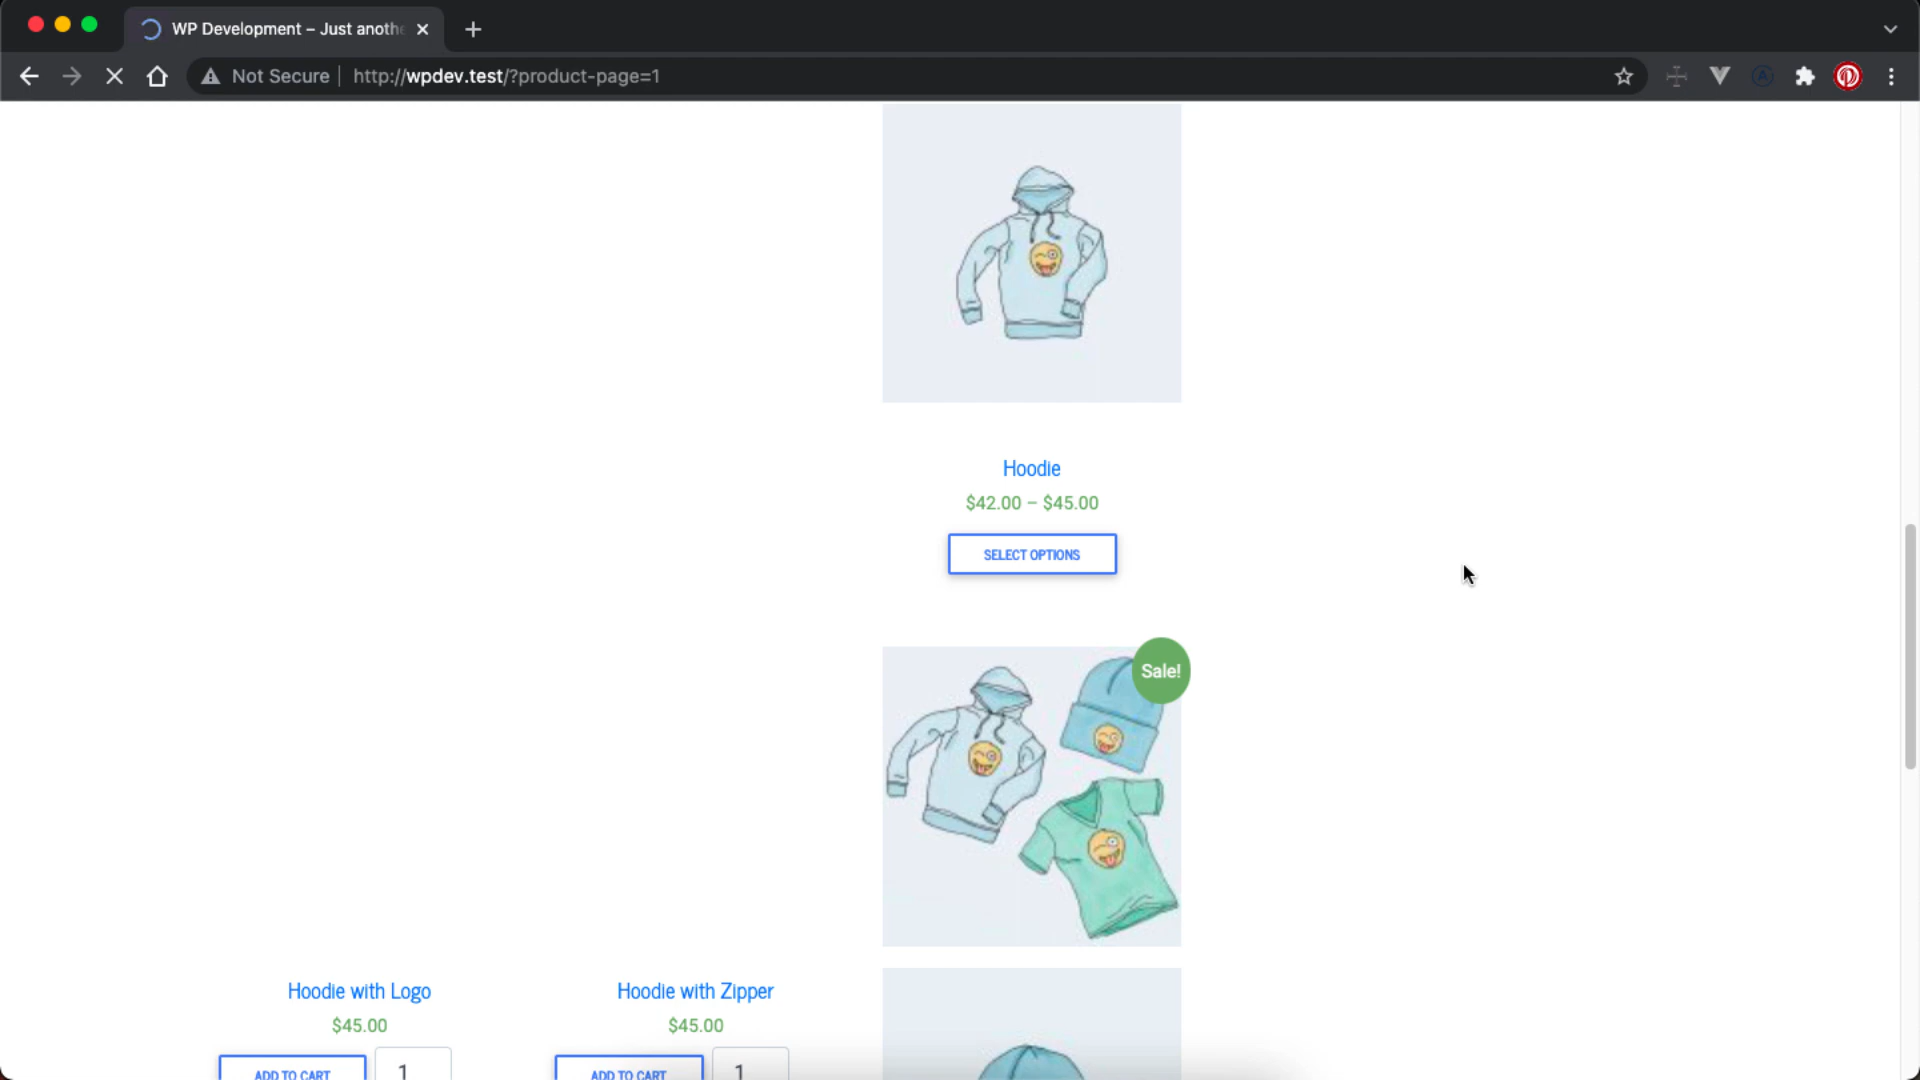 WP Development – Just anothe
Not Secure
http://wpdev.test/?product-page=1
Hoodie
$42.00 – $45.00
SELECT OPTIONS
Sale!
Hoodie with Logo
Hoodie with Zipper
$45.00
$45.00
ADD TO CART
1
ADD TO CART
1